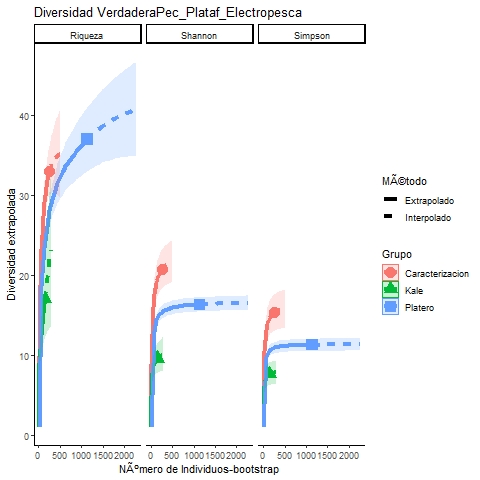 Diversidad VerdaderaPec_Plataf_Electropesca
Riqueza
Shannon
Simpson
Diversidad extrapolada
40
30
20
10
0
0 500 1000 1500 2000
0 500 1000 1500 2000
0 500 1000 1500 2000
NÃºmero de Individuos-bootstrap
MÃ©todo
Extrapolado
Interpolado
Grupo
Caracterizacion
Kale
Platero